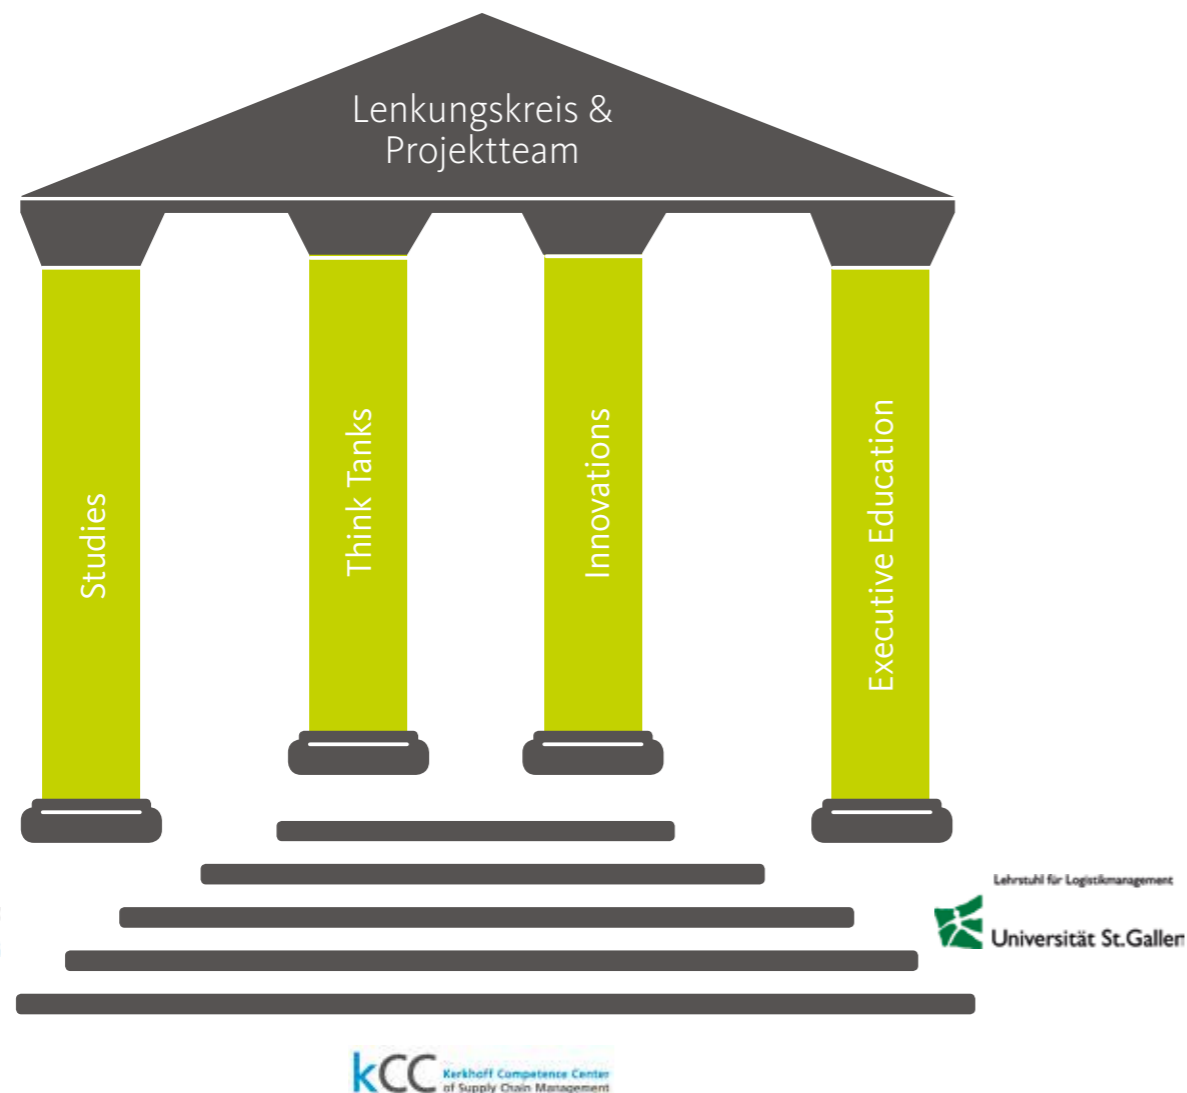 Lenkungskreis &
Projektteam
Studies
Think Tanks
Innovations
Executive Education
Lehrstuhl für Logistikmanagement
Universität St.Galler
kCC Kerkhoff Competence Center
of Supply Chain Management